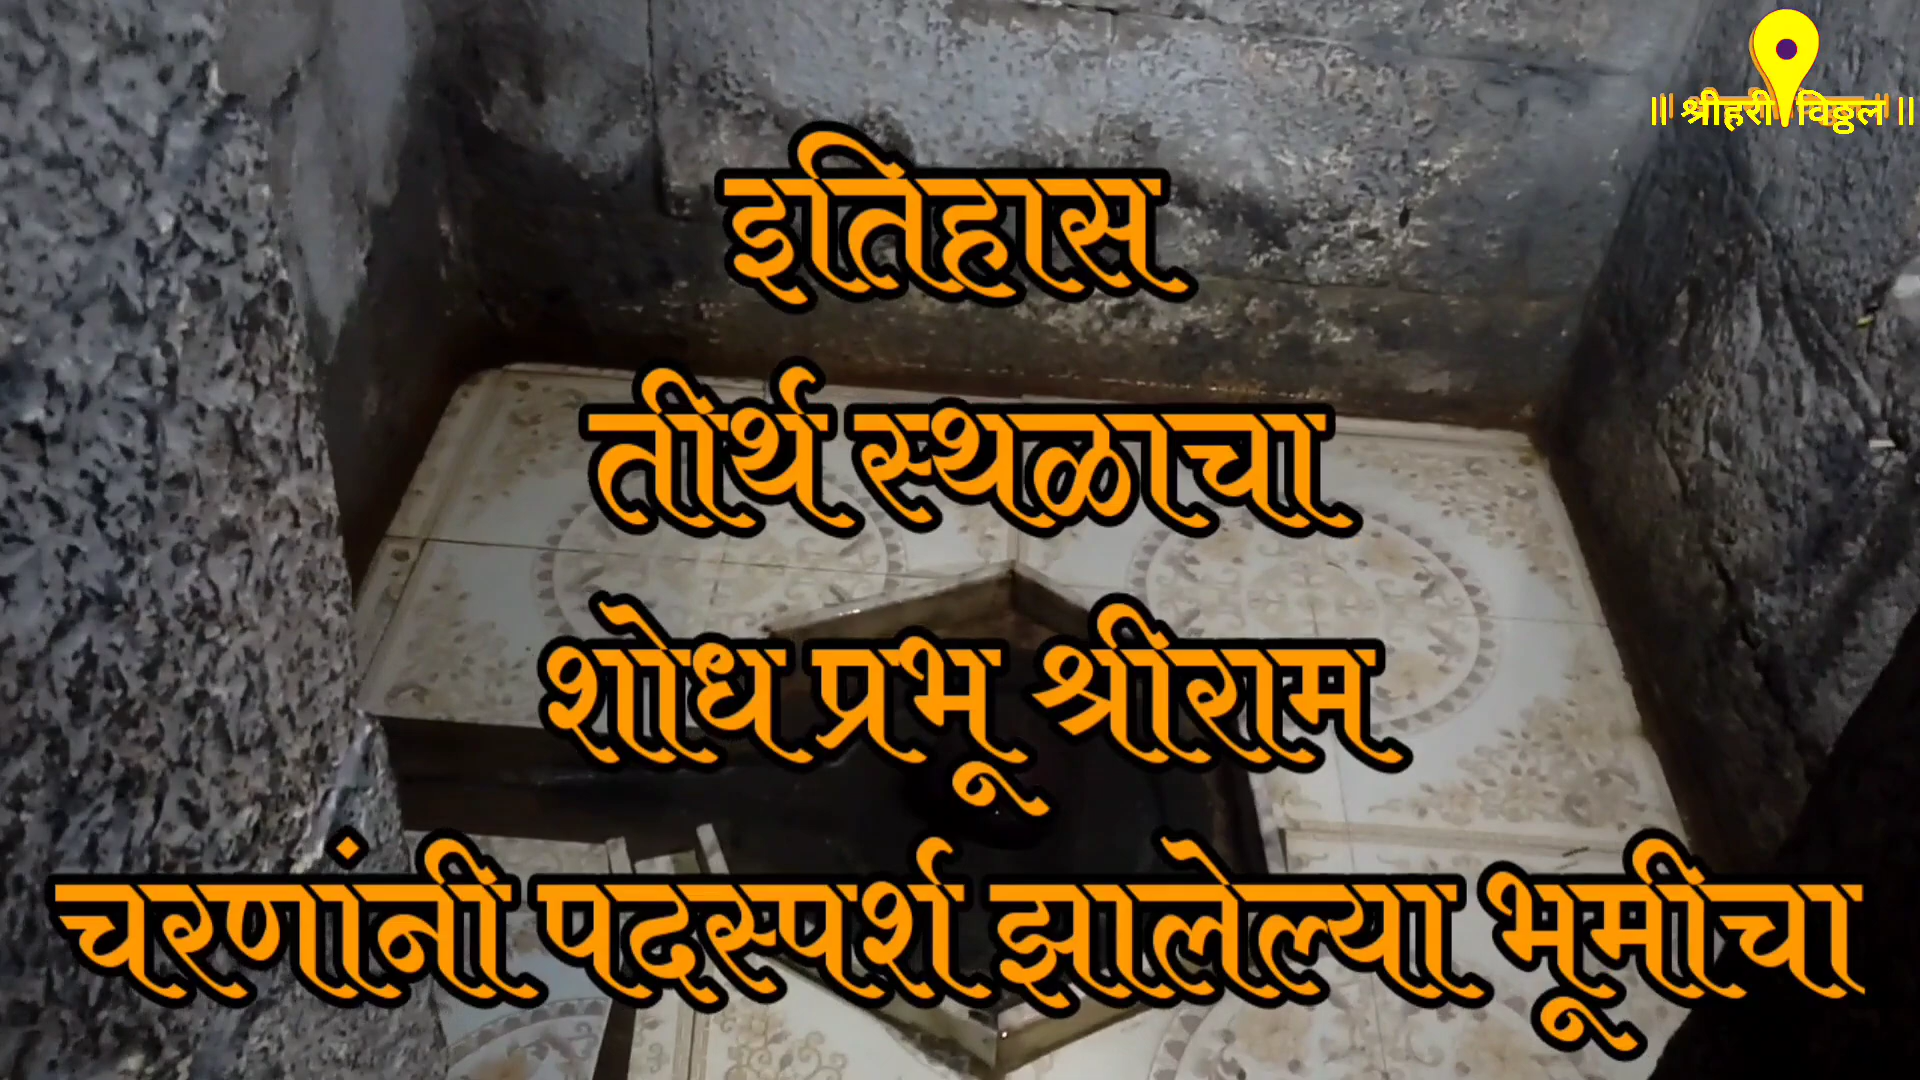 ॥ श्रीहरी विठ्ठल ॥
इतिहास
तीर्थ स्थळाचा
शोध प्रभू श्रीराम
चरणांनी पदस्पर्श झालेल्या भूमीचा